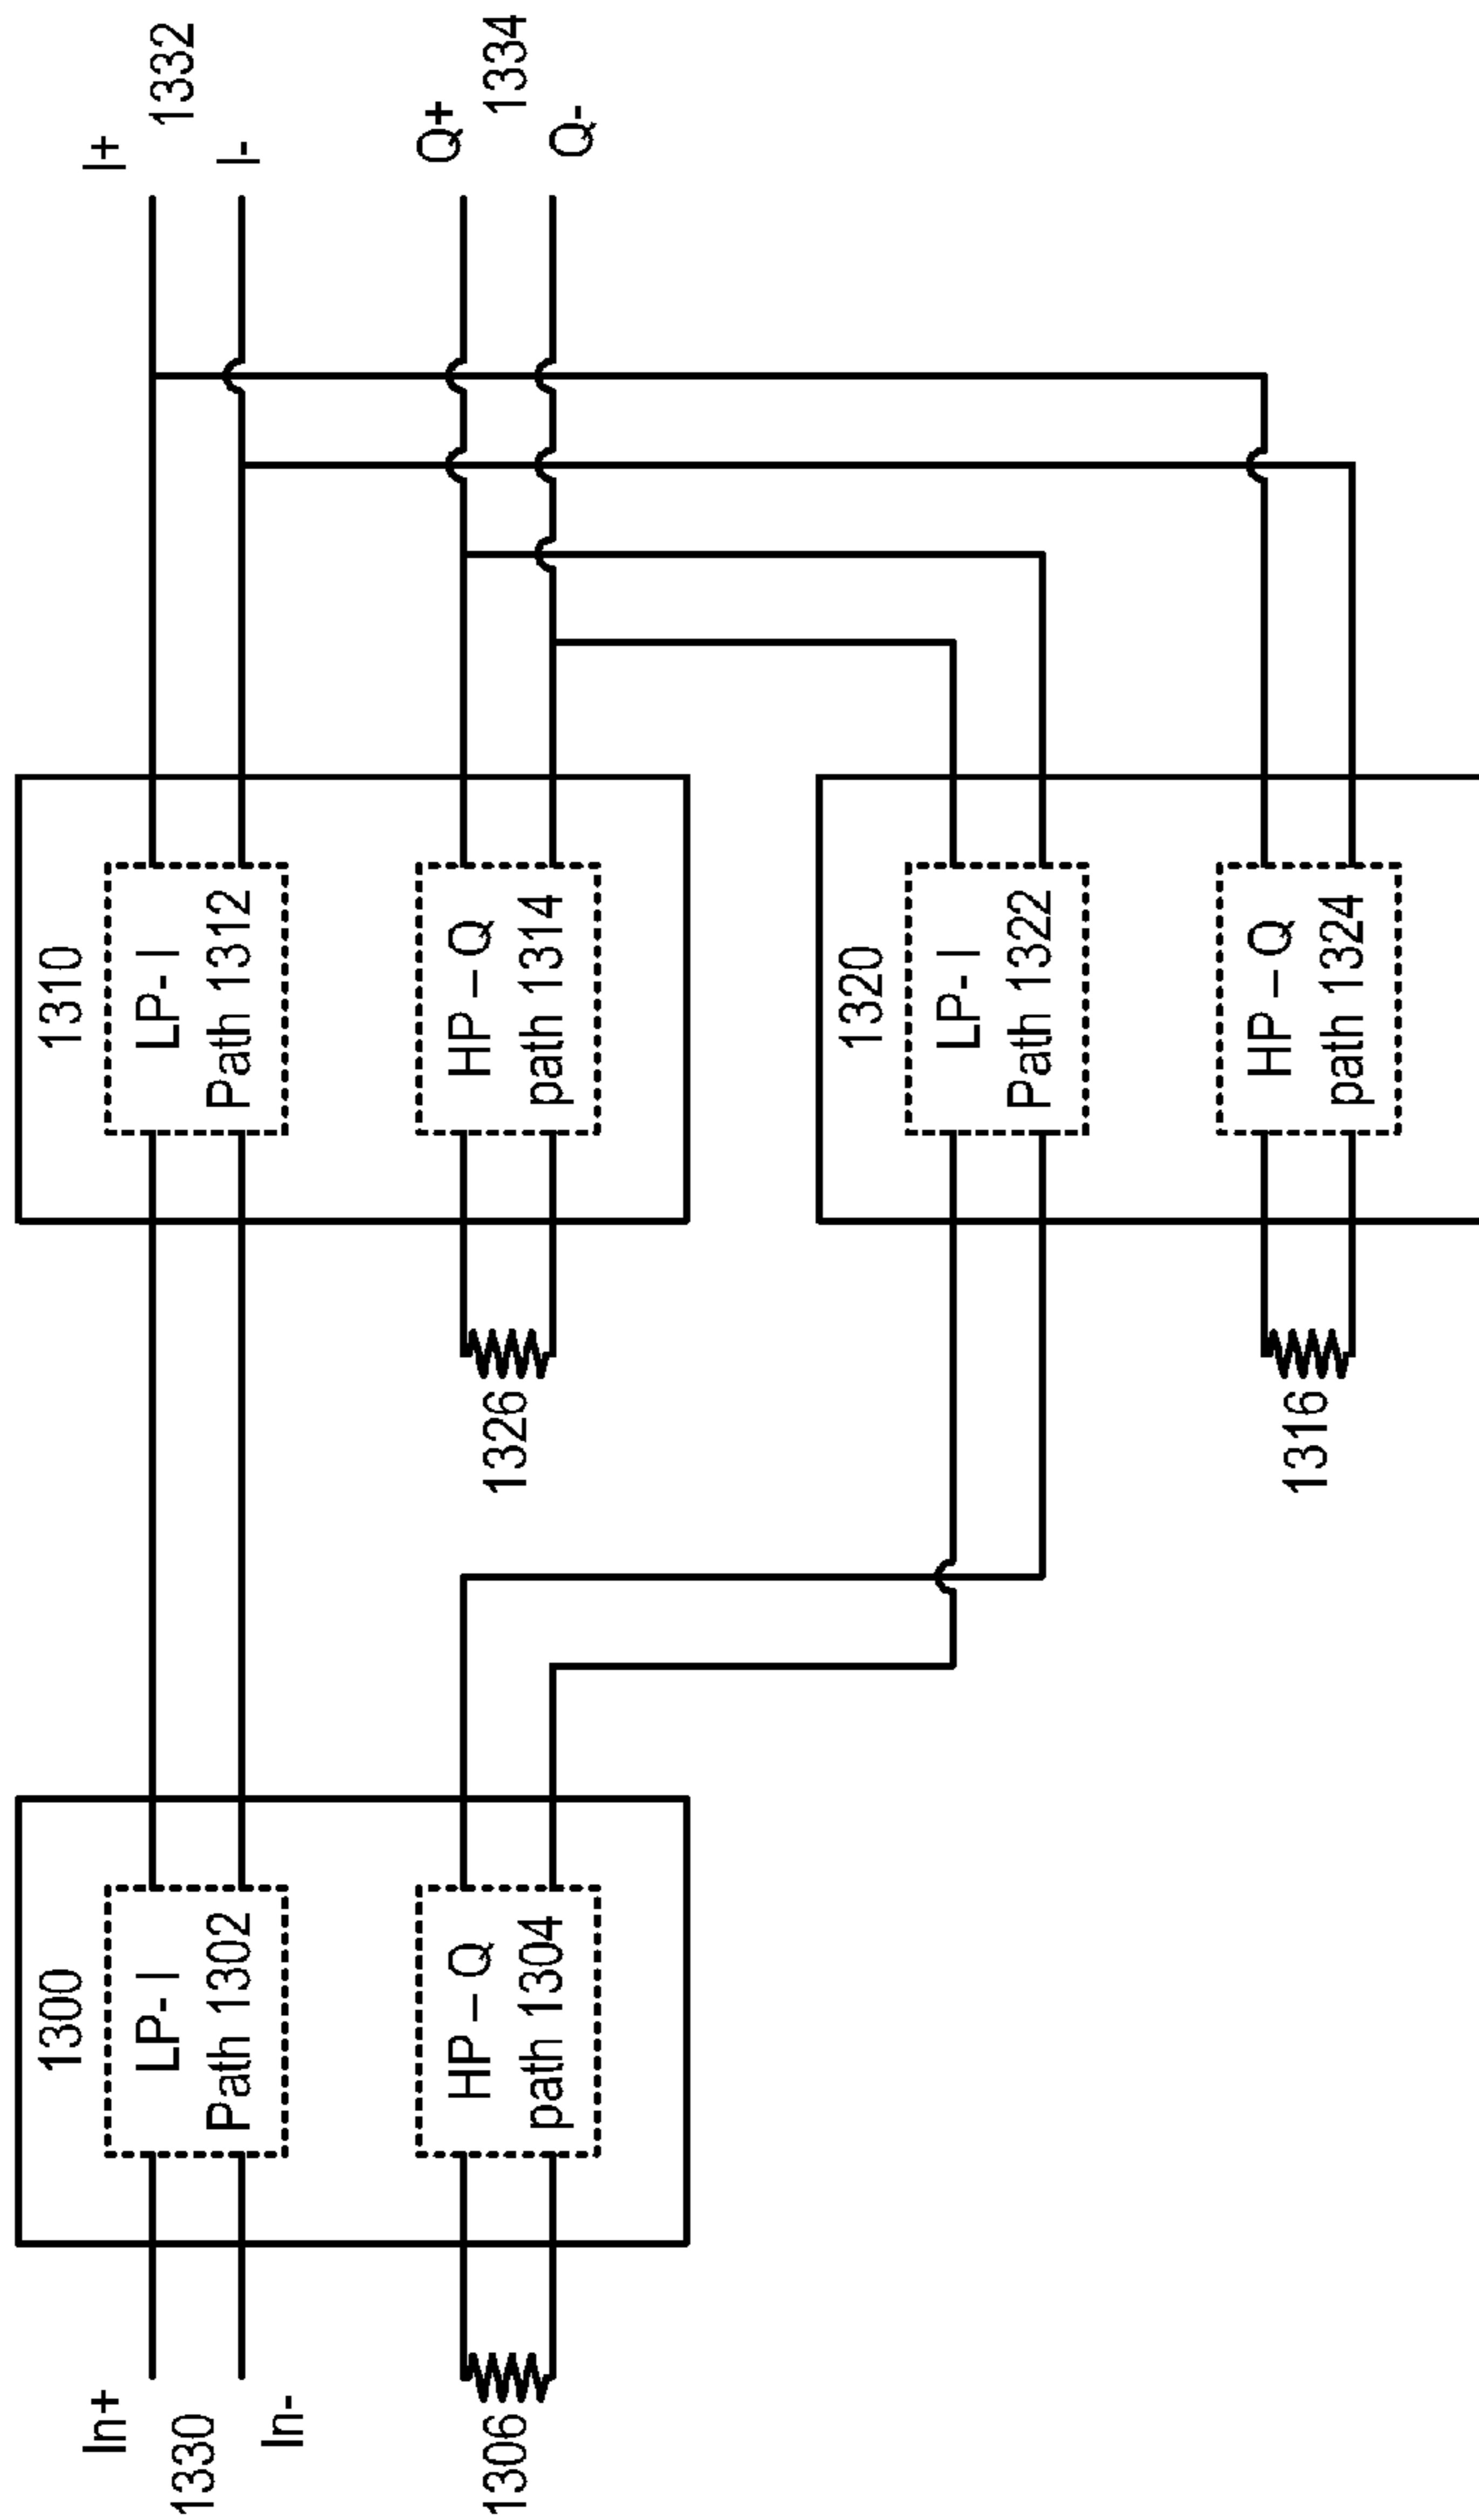 In+
1330
In-
1306
1300
LP-I
Path 1302
HP-Q
path 1304
1310
LP-I
Path 1312
HP-Q
path 1314
1326
1320
LP-I
Path 1322
HP-Q
path 1324
1316
I+
1332
I-
Q+
1334
Q-